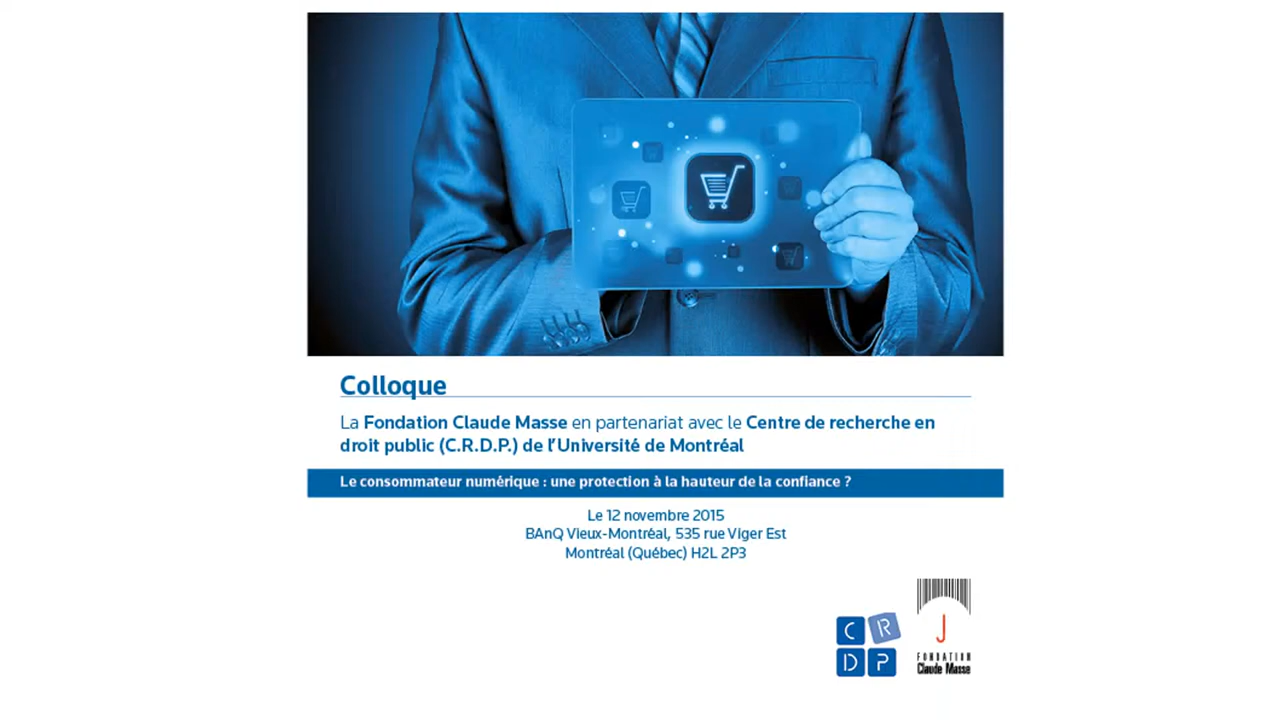 Colloque
La Fondation Claude Masse en partenariat avec le Centre de recherche en
droit public (C.R.D.P.) de l'Université de Montréal
Le consommateur numérique : une protection à la hauteur de la confiance ?
Le 12 novembre 2015
BAnQ Vieux-Montréal, 535 rue Viger Est
Montréal (Québec) H2L 2P3
C R
D P
J
FONDATION
Claude Masse